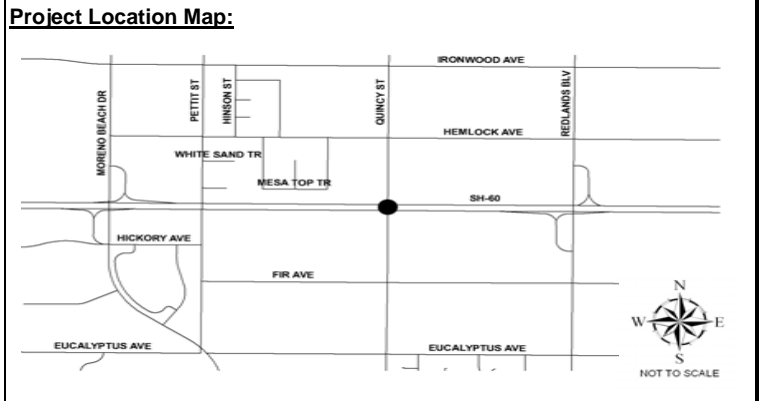 Project Location Map:
IRONWOOD AVE
MORENO BEACH DR
PETTIT ST
HINSON ST
QUINCY ST
REDLANDS BLV
HEMLOCK AVE
WHITE SAND TR
MESA TOP TR
SH-60
HICKORY AVE
FIR AVE
N
W
E
S
EUCALYPTUS AVE
EUCALYPTUS AVE
NOT TO SCALE